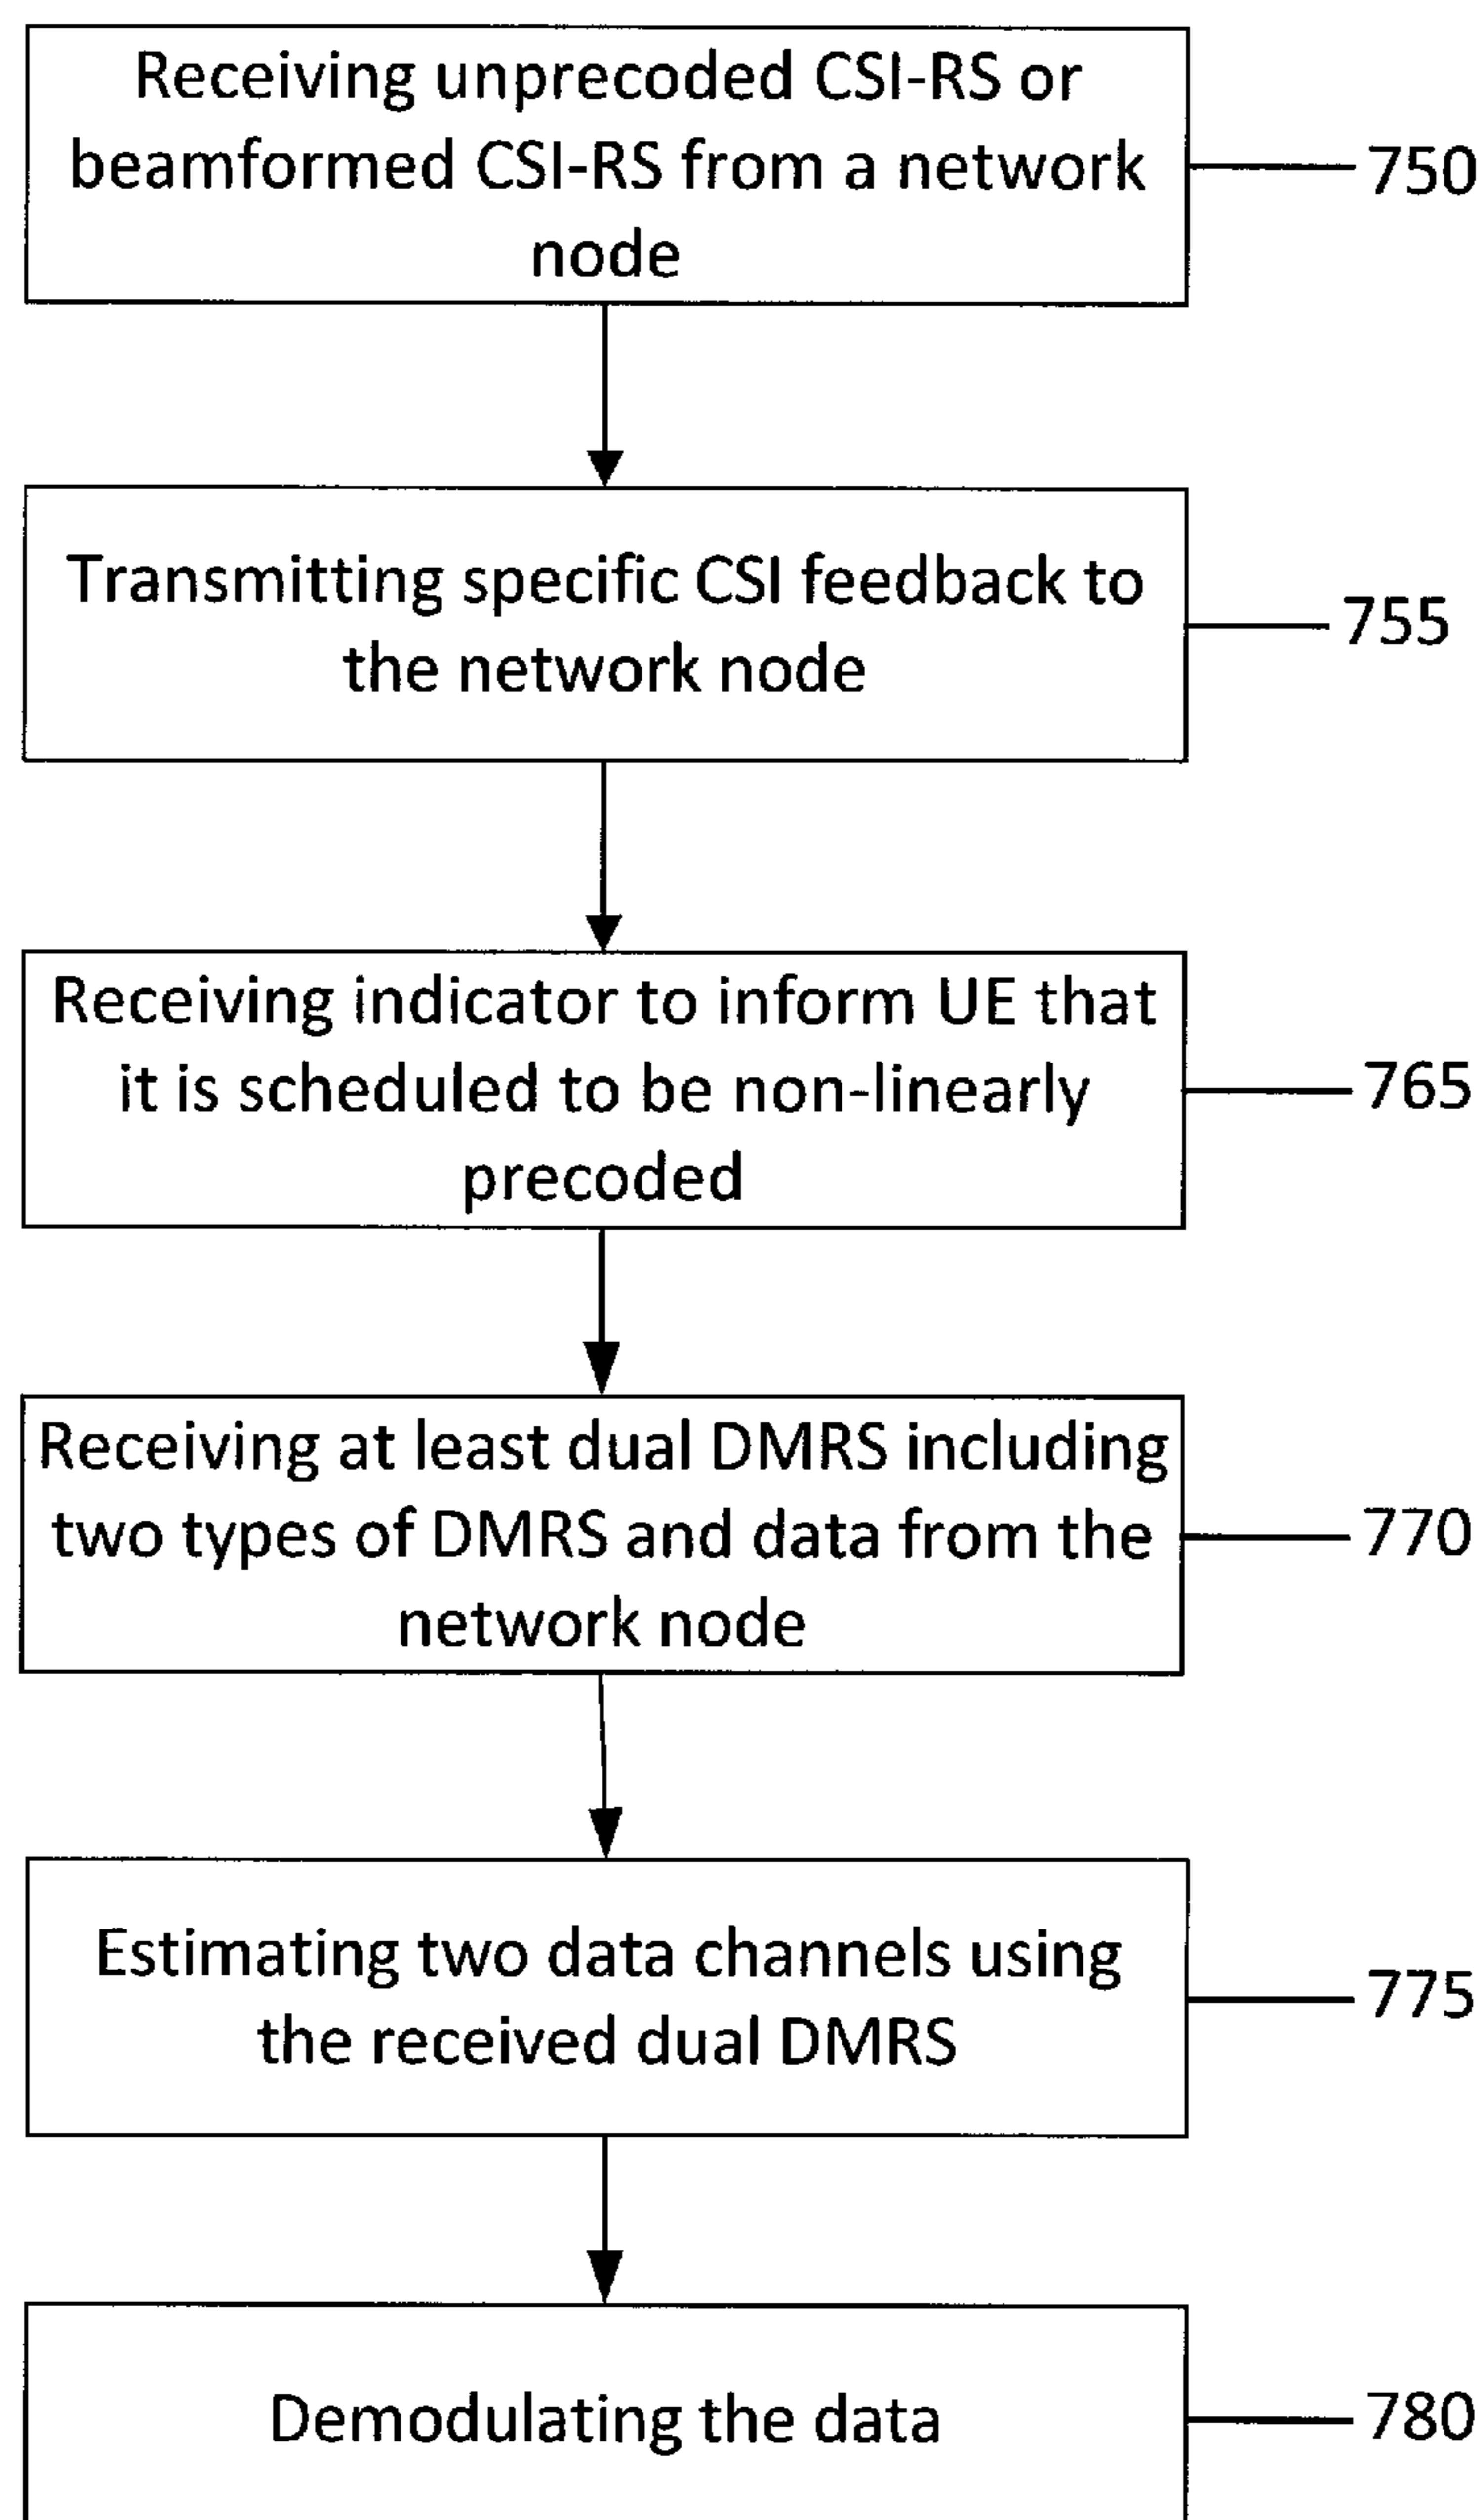 Receiving unprecoded CSI-RS or
beamformed CSI-RS from a network
node
750
Transmitting specific CSI feedback to
the network node
755
Receiving indicator to inform UE that
it is scheduled to be non-linearly
precoded
765
Receiving at least dual DMRS including
two types of DMRS and data from the
network node
770
Estimating two data channels using
the received dual DMRS
775
Demodulating the data
780